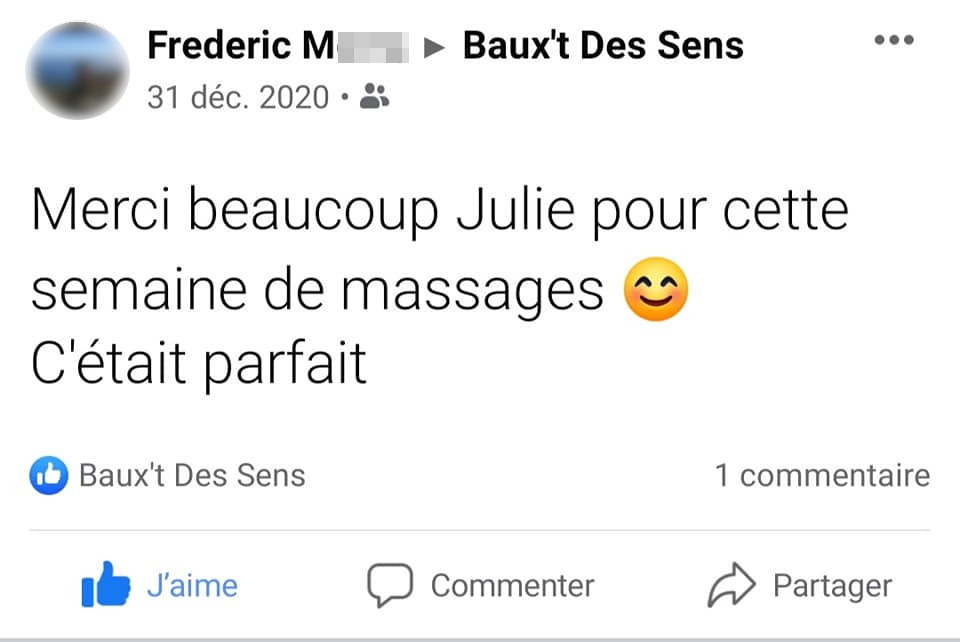 Frederic M ▸ Baux't Des Sens
31 déc. 2020 •
Merci beaucoup Julie pour cette
semaine de massages 😊
C'était parfait
Baux't Des Sens 1 commentaire
J’aime Commenter Partager